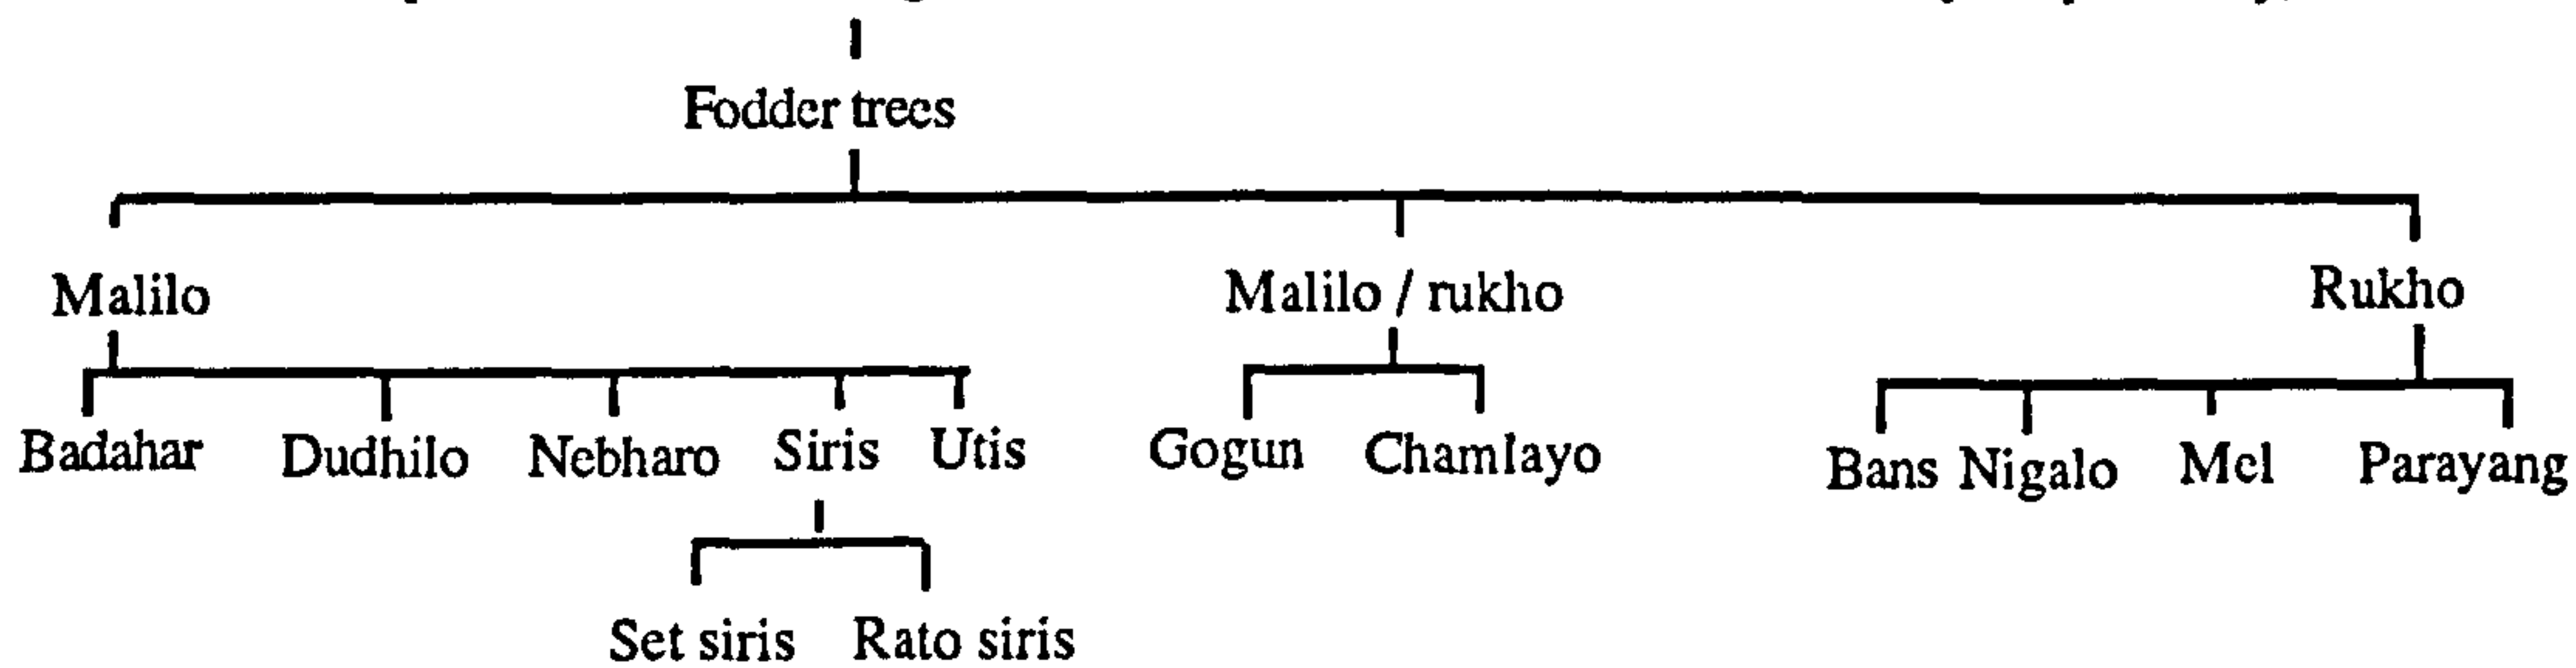 Fodder trees
Malilo Malilo / rukho Rukho
Badahar Dudhilo Nebharo Siris Utis Gogun Chamlayo Bans Nigalo Mel Parayang
Set siris Rato siris